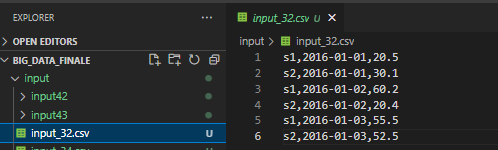 EXPLORER
...
OPEN EDITORS
BIG_DATA_FINALE
input
input42
input43
input_32.csv U
input_32.csv U
input > input_32.csv
1 s1,2016-01-01,20.5
2 s2,2016-01-01,30.1
3 s1,2016-01-02,60.2
4 s2,2016-01-02,20.4
5 s1,2016-01-03,55.5
6 s2,2016-01-03,52.5